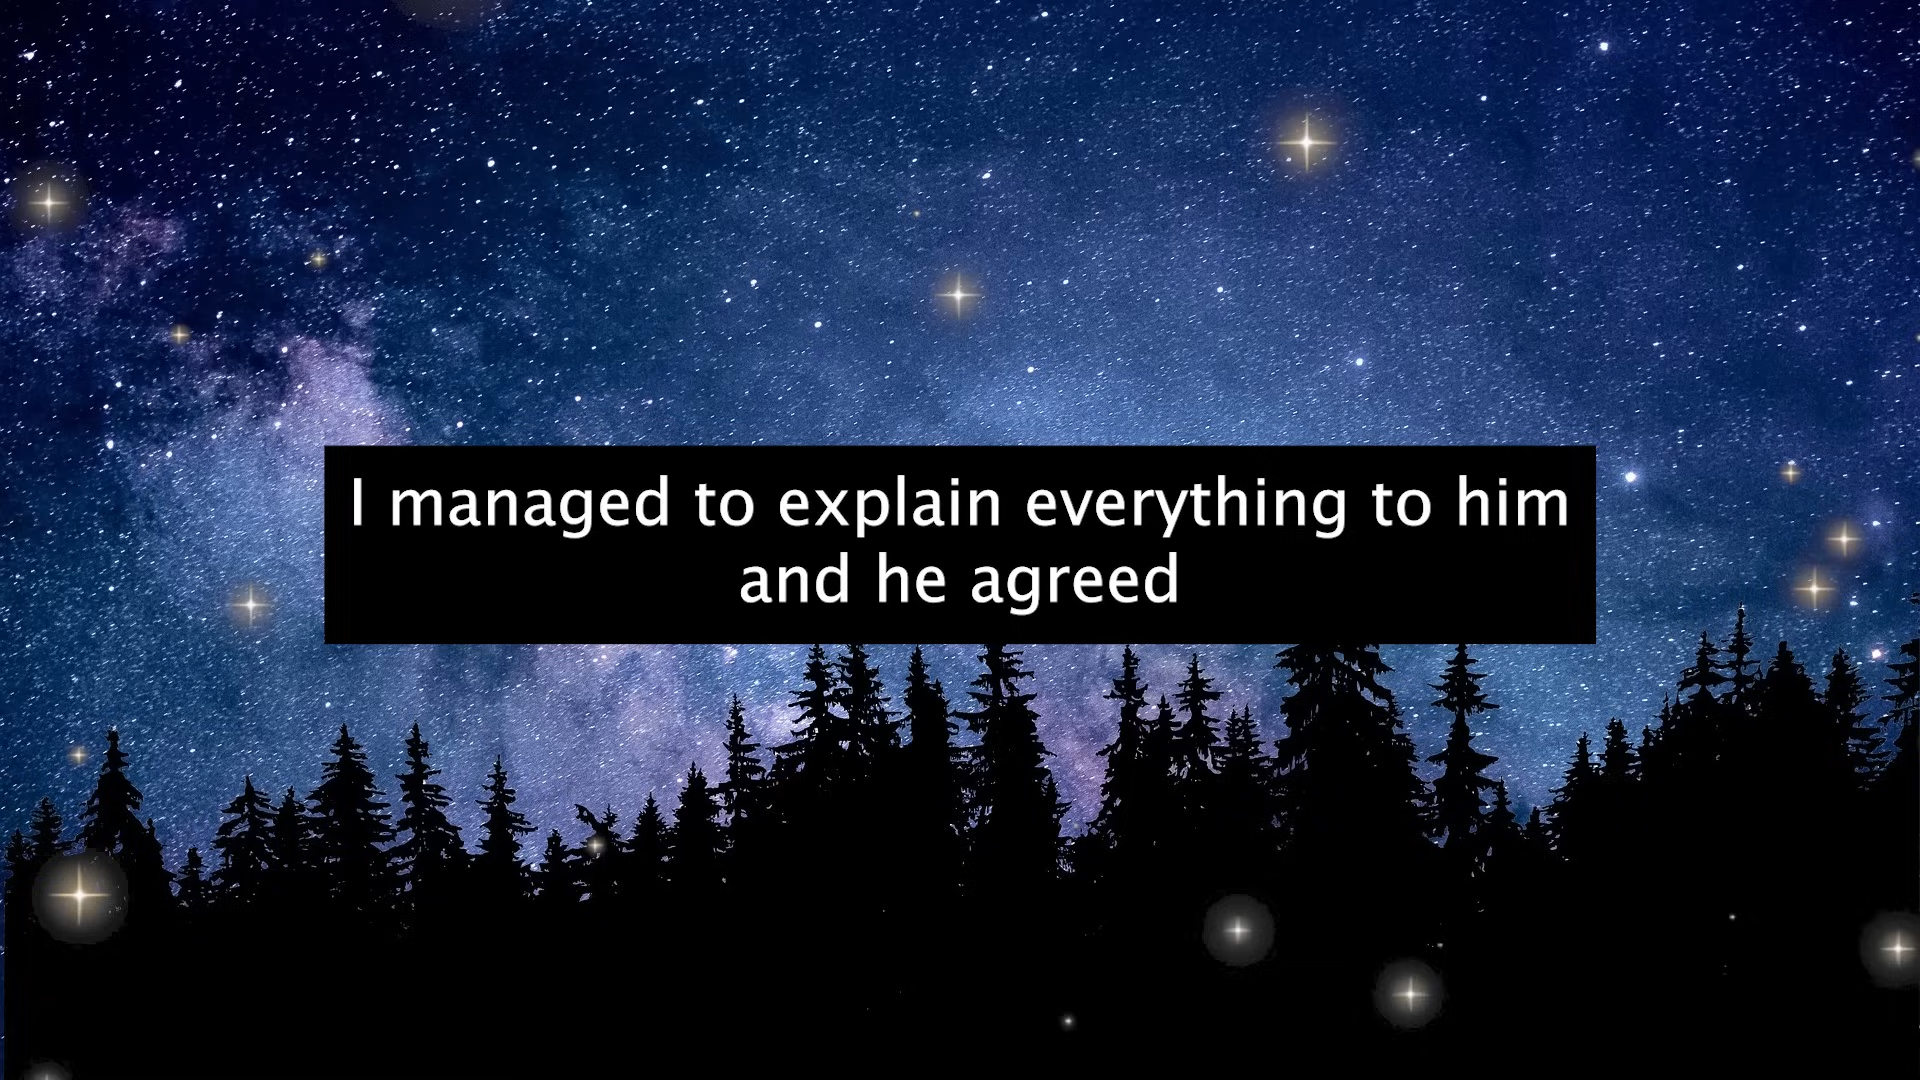 I managed to explain everything to him
and he agreed